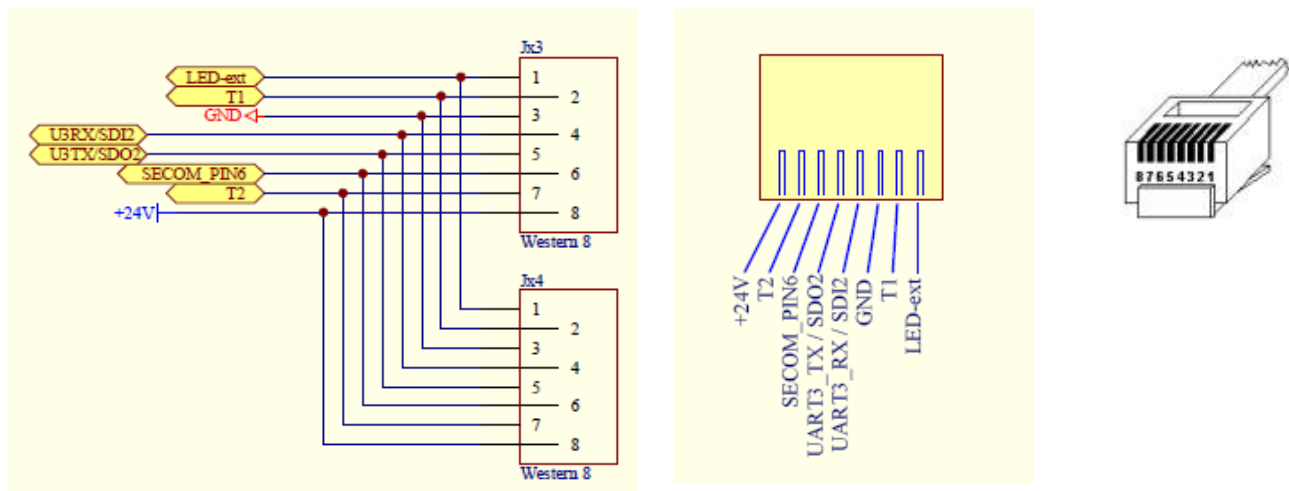 Jx3
LED-ext
1
T1
2
GND
3
U3RX/SDI2
4
U3TX/SDO2
5
SECOM_PIN6
6
T2
7
+24V
8
Western 8
Jx4
1
2
3
4
5
6
7
8
Western 8
+24V
T2
SECOM_PIN6
UART3_TX / SDO2
UART3_RX / SDI2
GND
T1
LED-ext
87654321